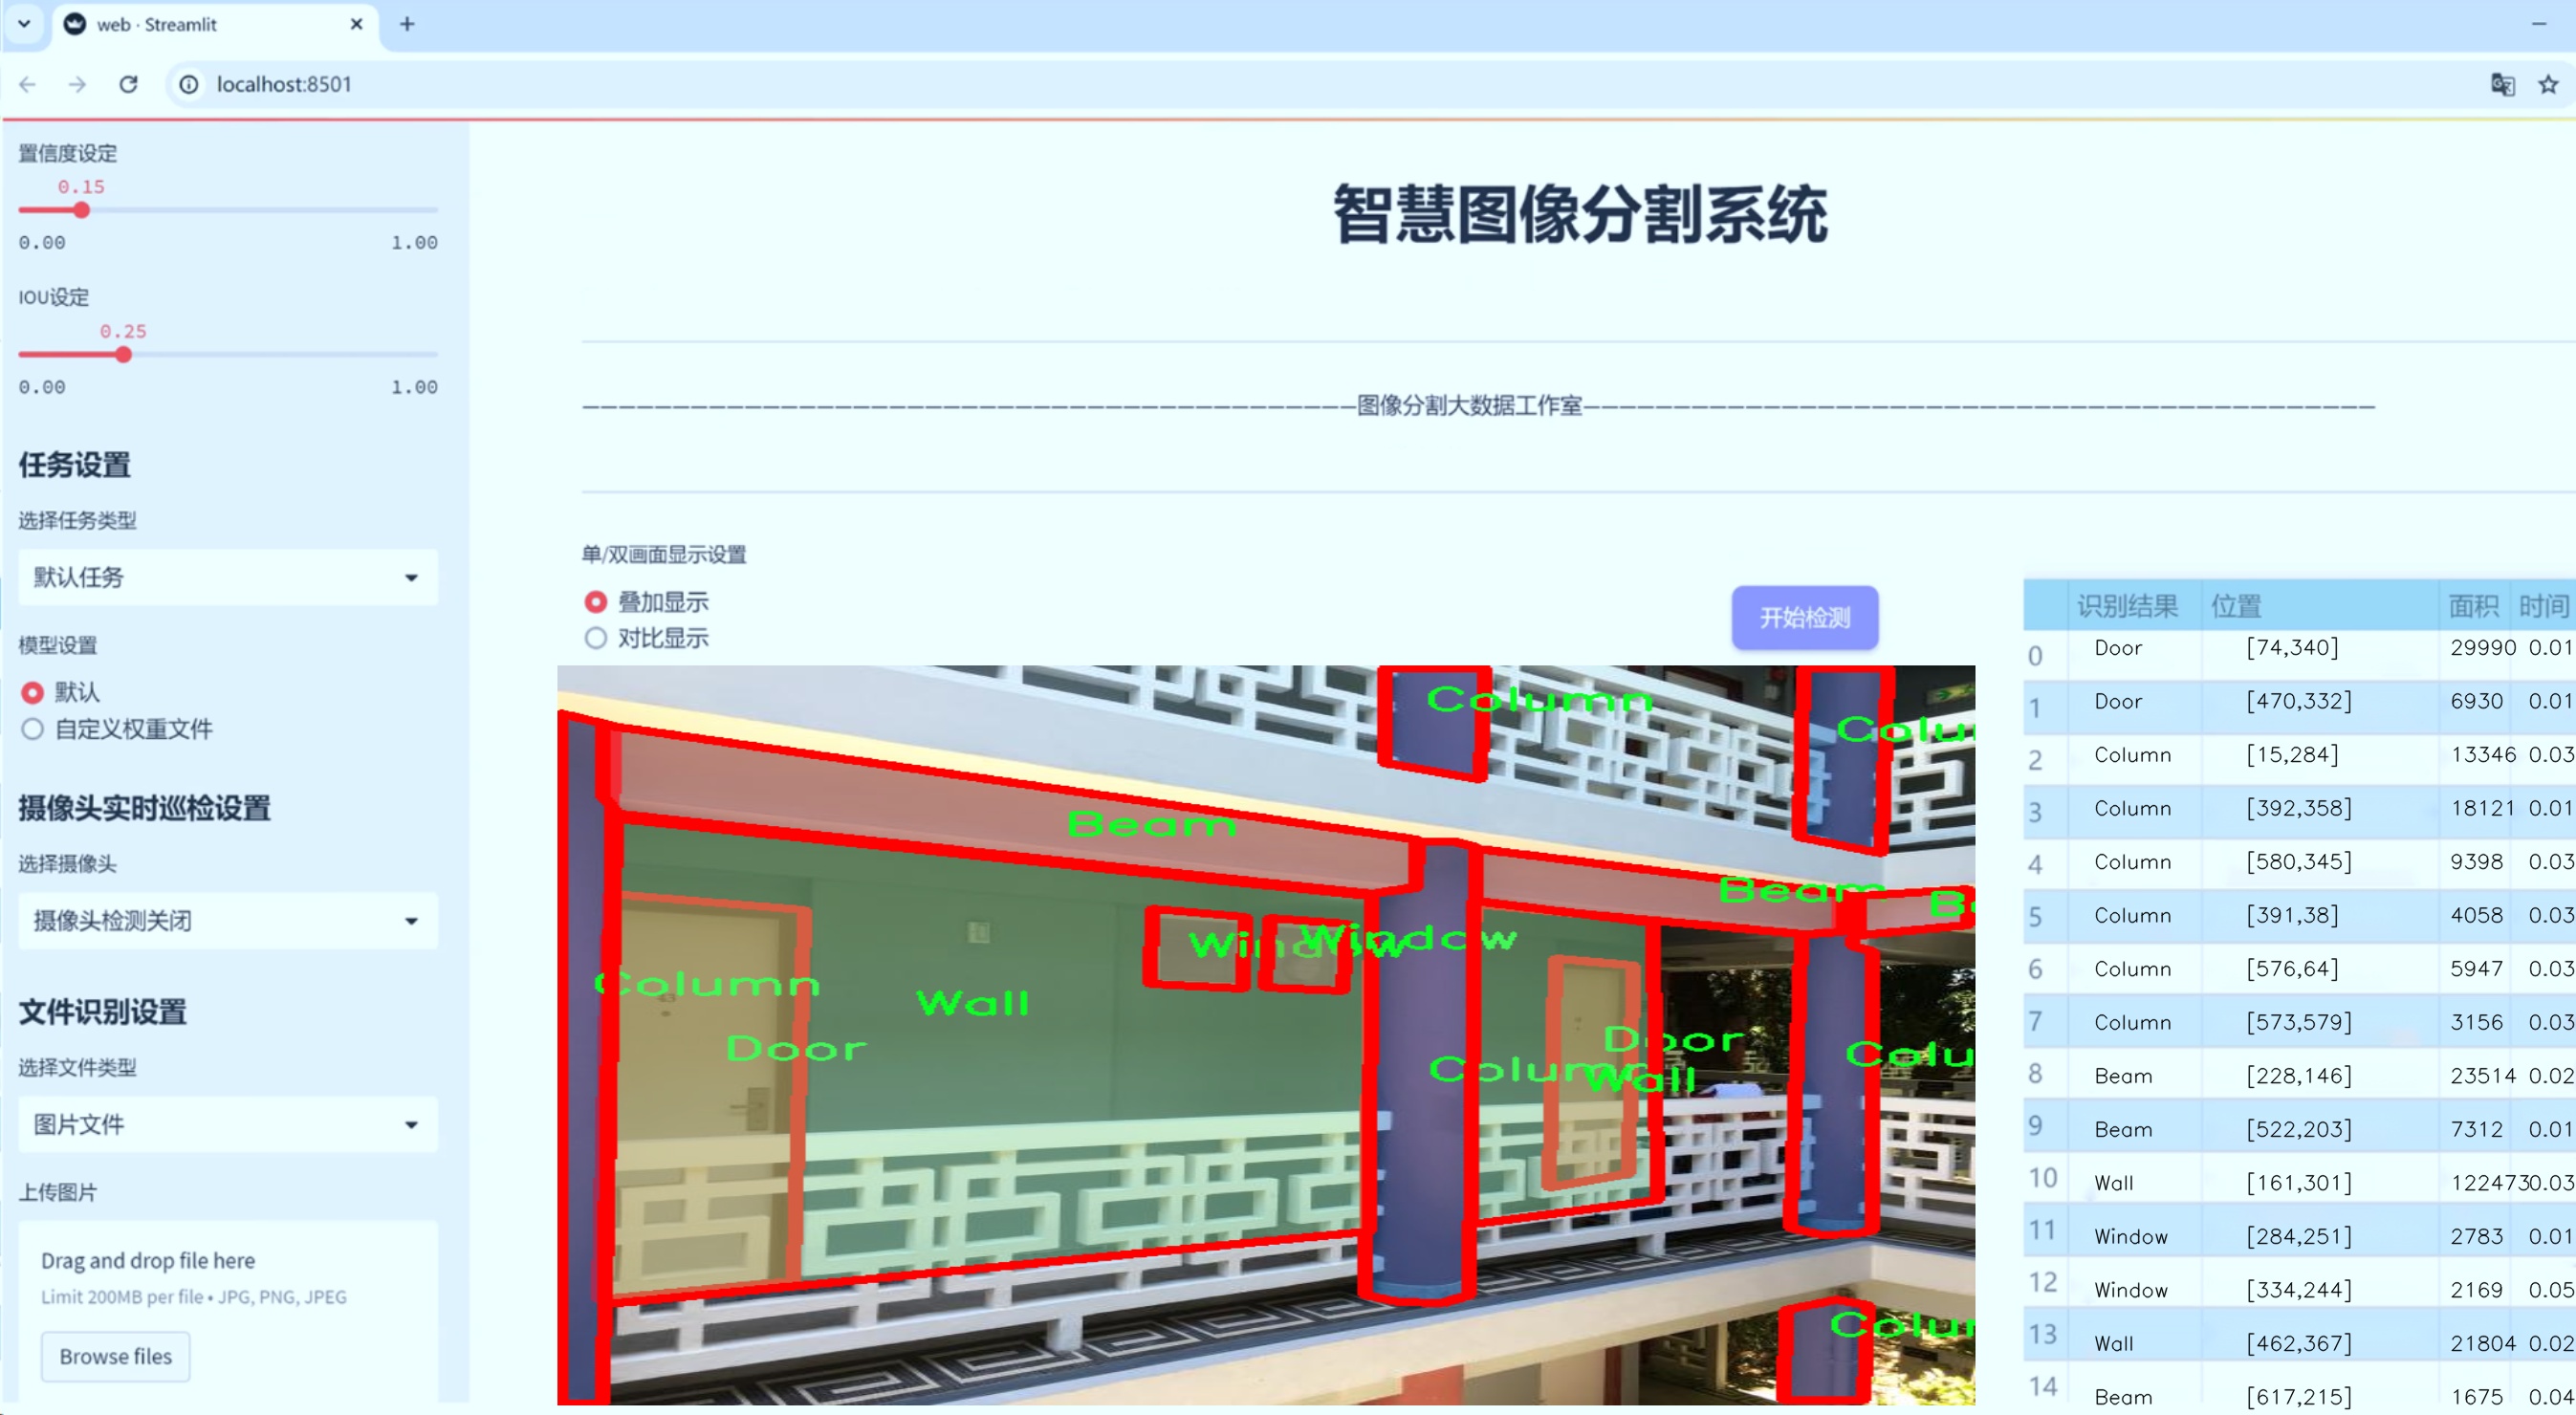 web · Streamlit
localhost:8501
置信度设定
0.15
0.00 1.00
IOU设定
0.25
0.00 1.00
任务设置
选择任务类型
默认任务
模型设置
默认
自定义权重文件
摄像头实时巡检设置
选择摄像头
摄像头检测关闭
文件识别设置
选择文件类型
图片文件
上传图片
Drag and drop file here
Limit 200MB per file • JPG, PNG, JPEG
Browse files
智慧图像分割系统
———————————————————————————————————————————图像分割大数据工作室————————————————————————————————————————————
单/双画面显示设置
叠加显示
对比显示
开始检测
Column
Colu
Beam
Beam
Be
Window
Window
Column
Wall
Door
Door
Column
Wall
Colu
Colu
识别结果 位置 面积 时间
0 Door [74,340] 29990 0.01
1 Door [470,332] 6930 0.01
2 Column [15,284] 13346 0.03
3 Column [392,358] 18121 0.01
4 Column [580,345] 9398 0.03
5 Column [391,38] 4058 0.03
6 Column [576,64] 5947 0.03
7 Column [573,579] 3156 0.03
8 Beam [228,146] 23514 0.02
9 Beam [522,203] 7312 0.01
10 Wall [161,301] 122473 0.03
11 Window [284,251] 2783 0.01
12 Window [334,244] 2169 0.05
13 Wall [462,367] 21804 0.02
14 Beam [617,215] 1675 0.04